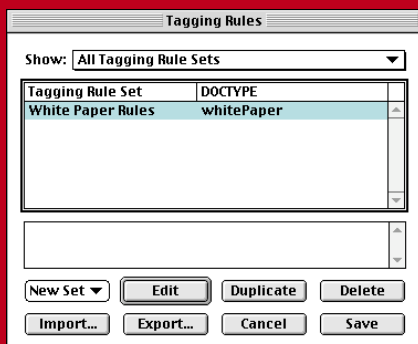 Tagging Rules
Show: All Tagging Rule Sets
Tagging Rule Set DOCTYPE
White Paper Rules whitePaper
New Set Edit Duplicate Delete
Import... Export... Cancel Save